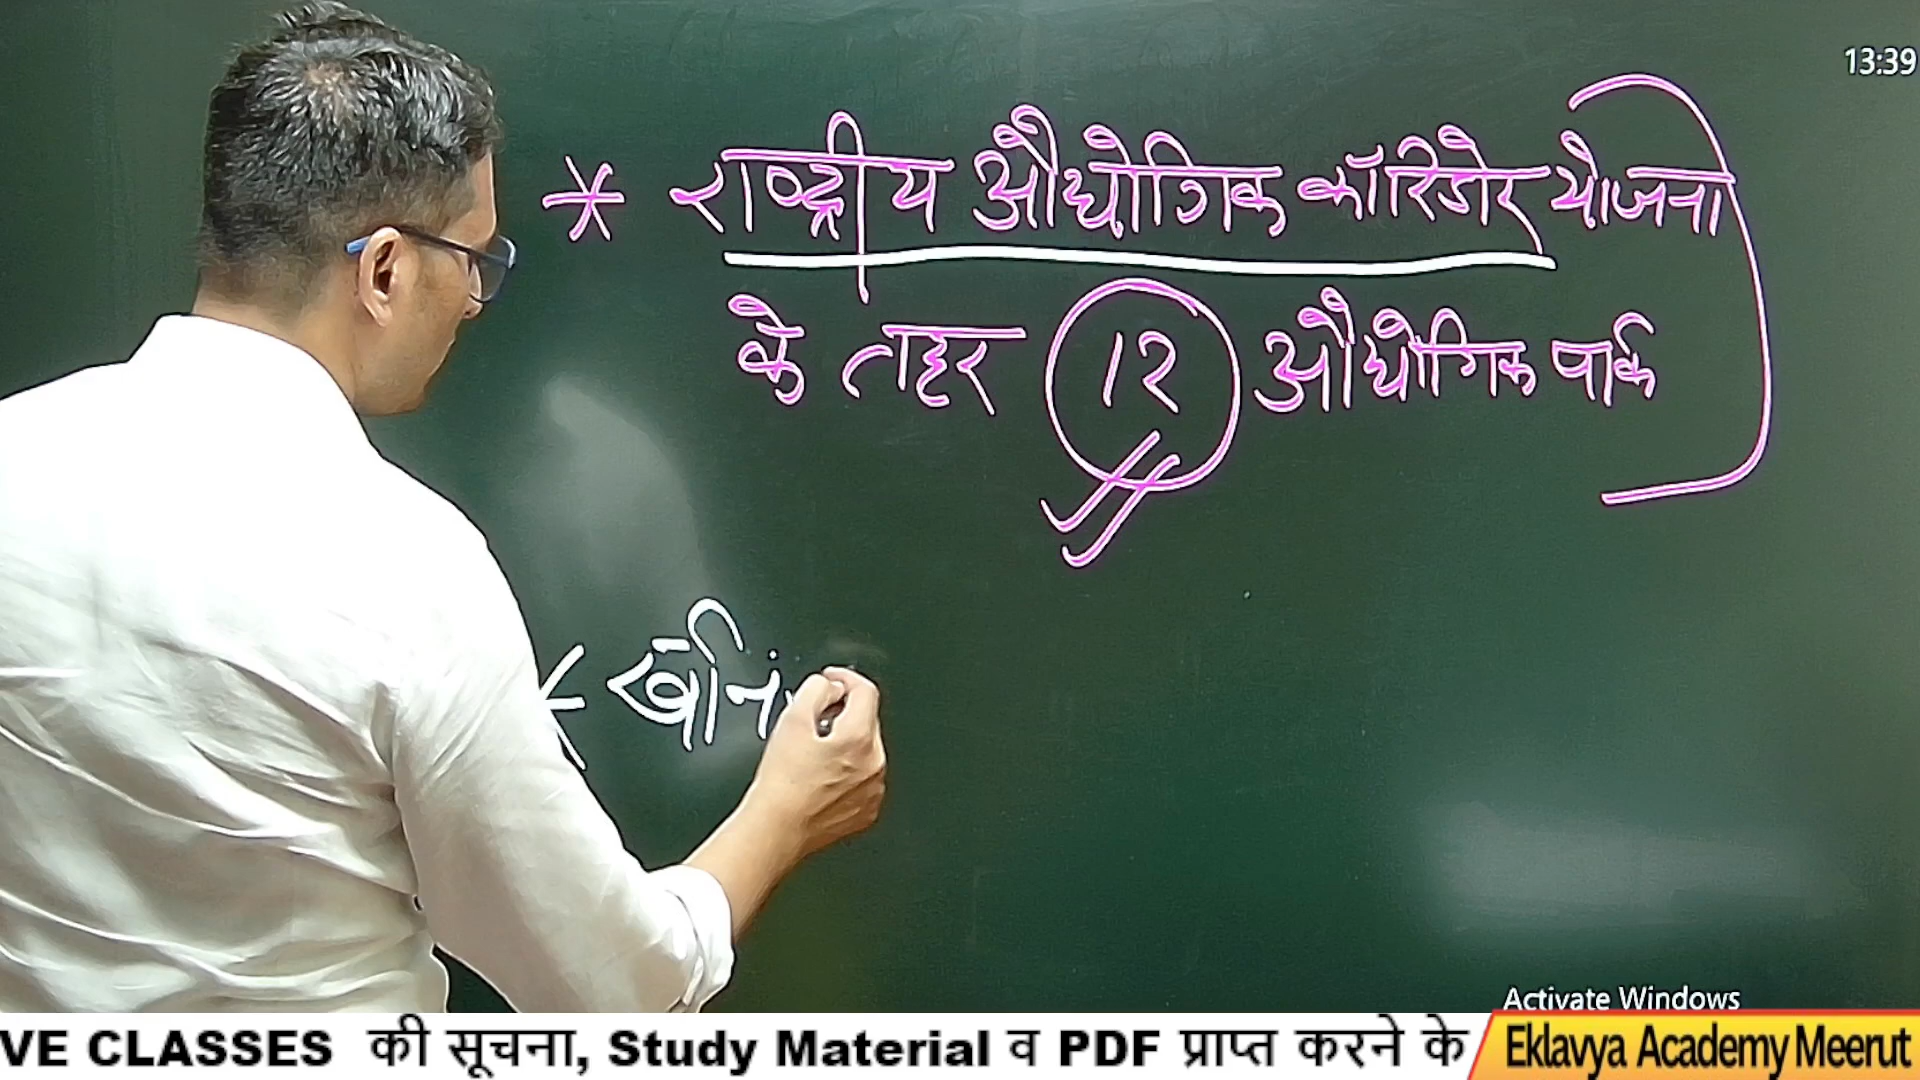 13:39
* राष्ट्रीय औद्योगिक कॉरिडोर योजना
के तहत 12 औद्योगिक पार्क
* खनि
Activate Windows
VE CLASSES की सूचना, Study Material व PDF प्राप्त करने के
Eklavya Academy Meerut